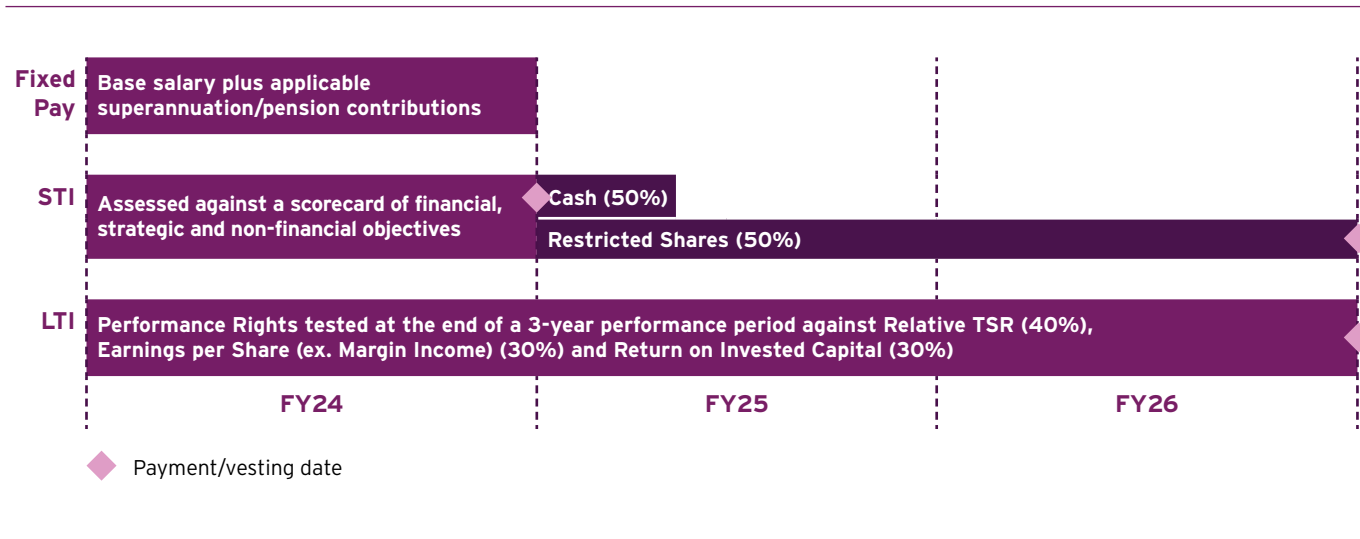 Fixed
Pay
Base salary plus applicable
superannuation/pension contributions
STI
Assessed against a scorecard of financial,
strategic and non-financial objectives
Cash (50%)
Restricted Shares (50%)
LTI
Performance Rights tested at the end of a 3-year performance period against Relative TSR (40%),
Earnings per Share (ex. Margin Income) (30%) and Return on Invested Capital (30%)
FY24
FY25
FY26
Payment/vesting date